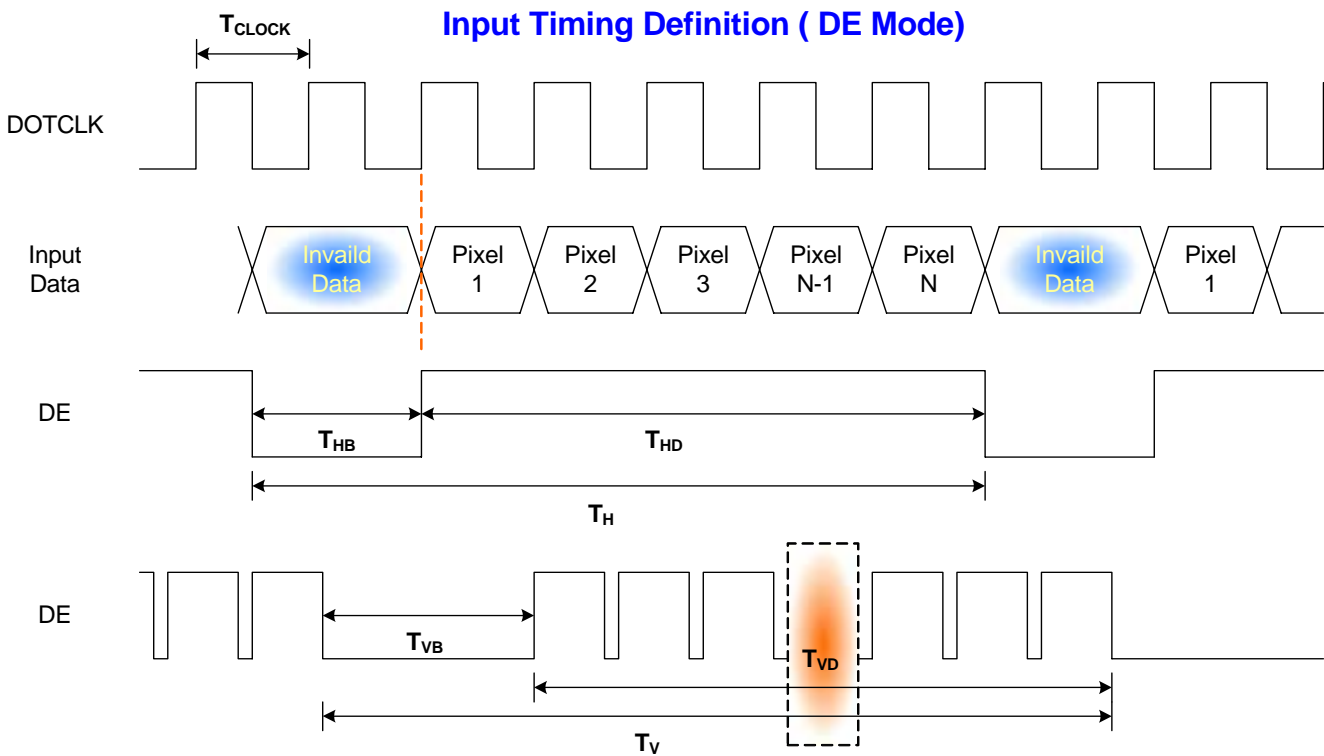 Input Timing Definition ( DE Mode)
TCLOCK
DOTCLK
Input
Data
Invaild
Data
Pixel
1
Pixel
2
Pixel
3
Pixel
N-1
Pixel
N
Invaild
Data
Pixel
1
DE
THB
THD
TH
DE
TVB
TVD
TV